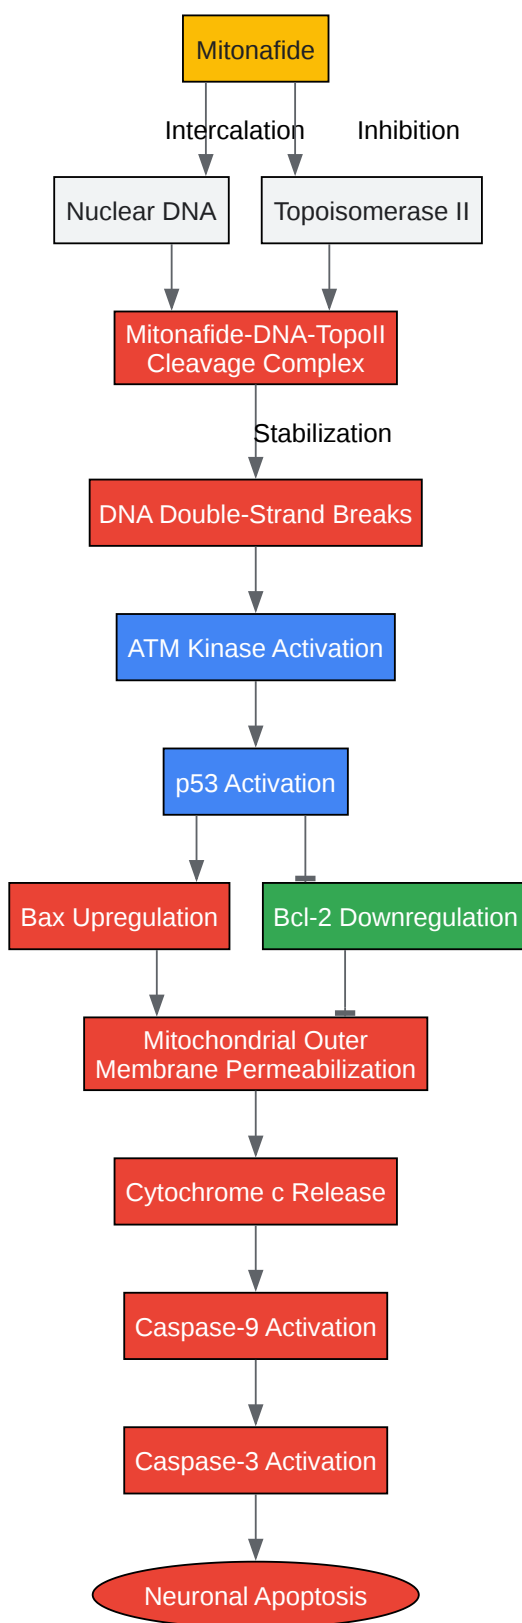 Mitonafide
Intercalation
Inhibition
Nuclear DNA
Topoisomerase II
Mitonafide-DNA-TopoII
Cleavage Complex
Stabilization
DNA Double-Strand Breaks
ATM Kinase Activation
p53 Activation
Bax Upregulation
Bcl-2 Downregulation
Mitochondrial Outer
Membrane Permeabilization
Cytochrome c Release
Caspase-9 Activation
Caspase-3 Activation
Neuronal Apoptosis